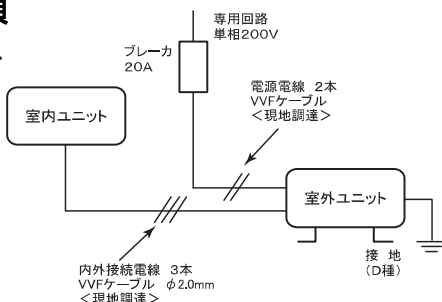 専用回路
単相200V
ブレーカ
20A
電源電線 2本
VVFケーブル
<現地調達>
室内ユニット
室外ユニット
接 地
(D種)
内外接続電線 3本
VVFケーブル φ2.0mm
<現地調達>